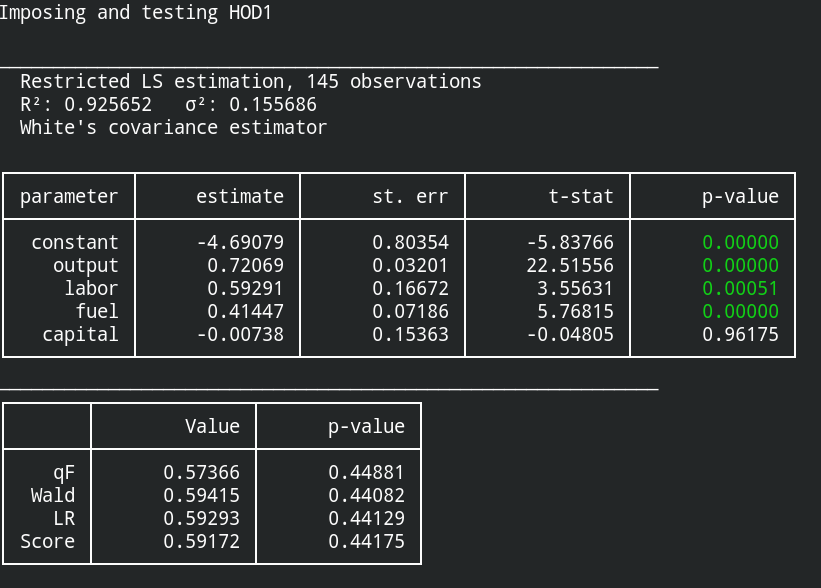 Imposing and testing HOD1
Restricted LS estimation, 145 observations
R²: 0.925652   σ²: 0.155686
White's covariance estimator
parameter estimate st. err t-stat p-value
constant -4.69079 0.80354 -5.83766 0.00000
output 0.72069 0.03201 22.51556 0.00000
labor 0.59291 0.16672 3.55631 0.00051
fuel 0.41447 0.07186 5.76815 0.00000
capital -0.00738 0.15363 -0.04805 0.96175
Value p-value
qF 0.57366 0.44881
Wald 0.59415 0.44082
LR 0.59293 0.44129
Score 0.59172 0.44175